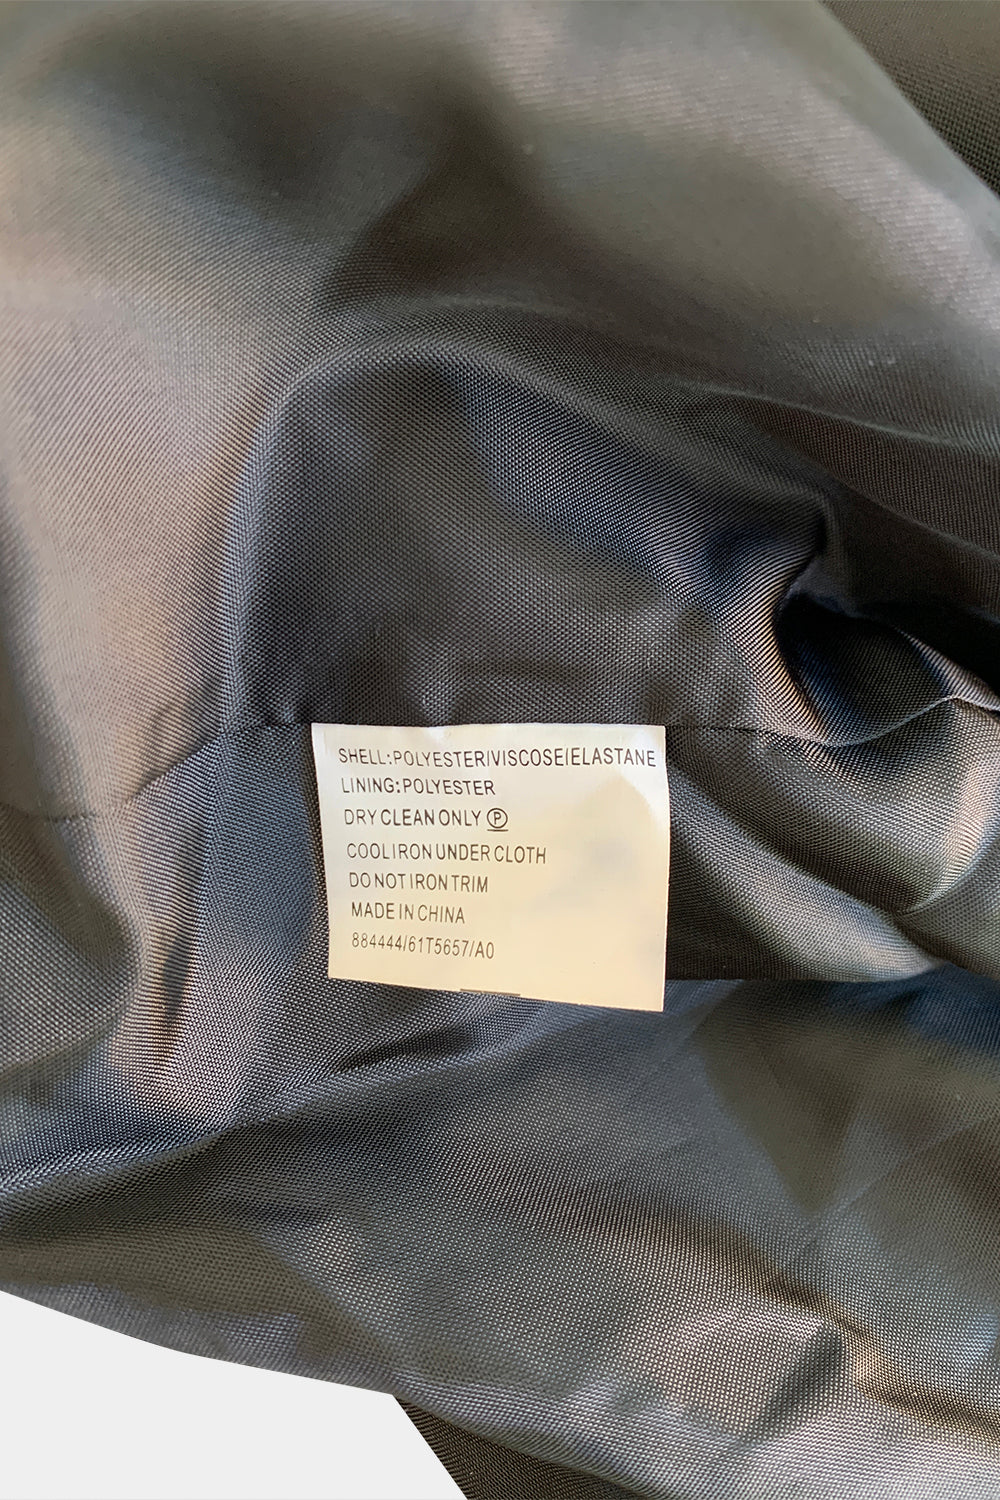 SHELL:POLYESTER/VISCOSE/ELASTANE
LINING:POLYESTER
DRY CLEAN ONLY Ⓟ
COOL IRON UNDER CLOTH
DO NOT IRON TRIM
MADE IN CHINA
884444/61T5657/A0